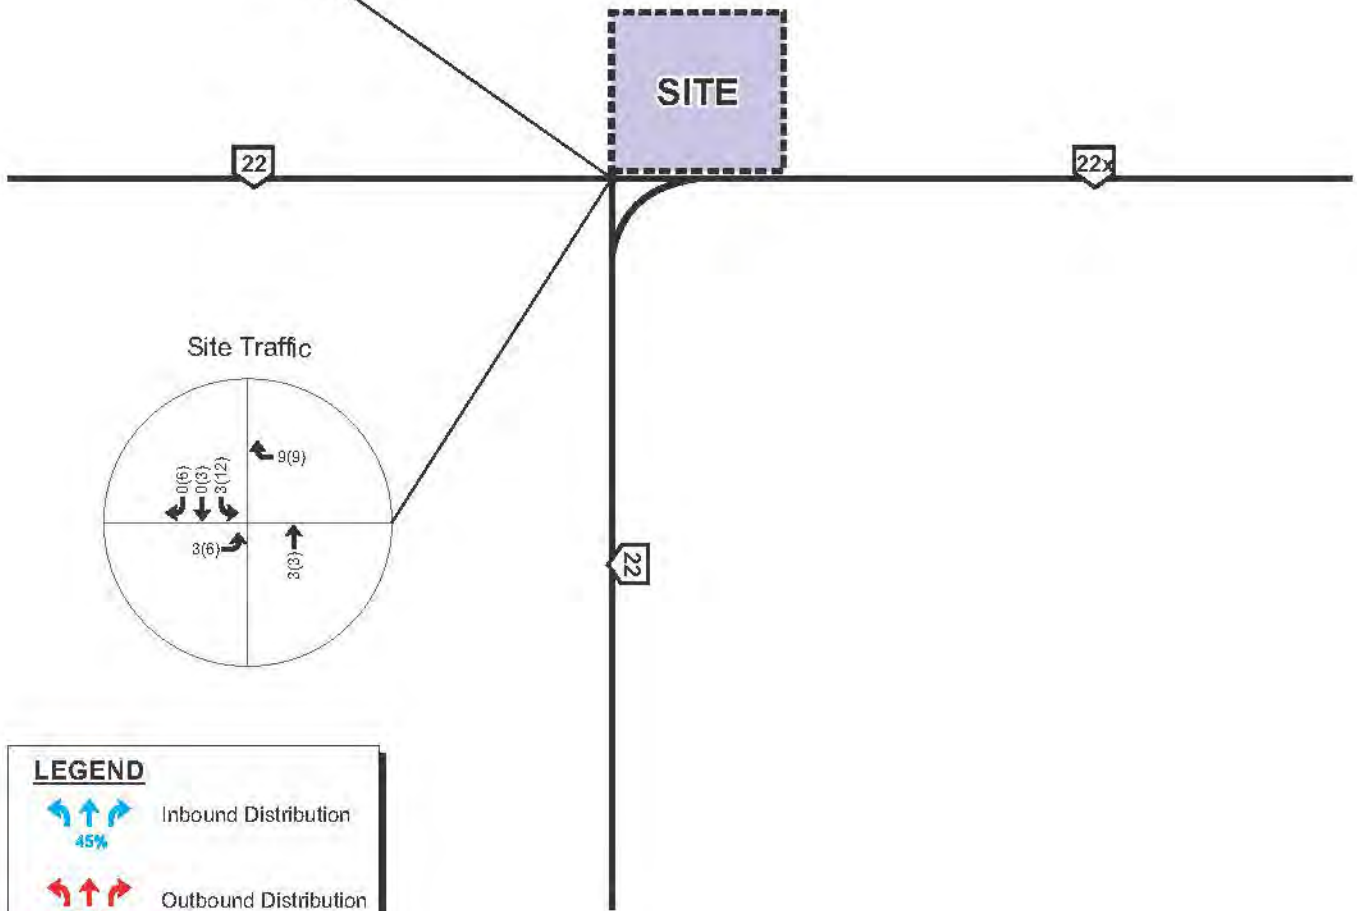 SITE
22
22x
Site Traffic
9(9)
0(6)
0(3)
3(12)
3(6)
3(3)
22
LEGEND
45%
Inbound Distribution
Outbound Distribution